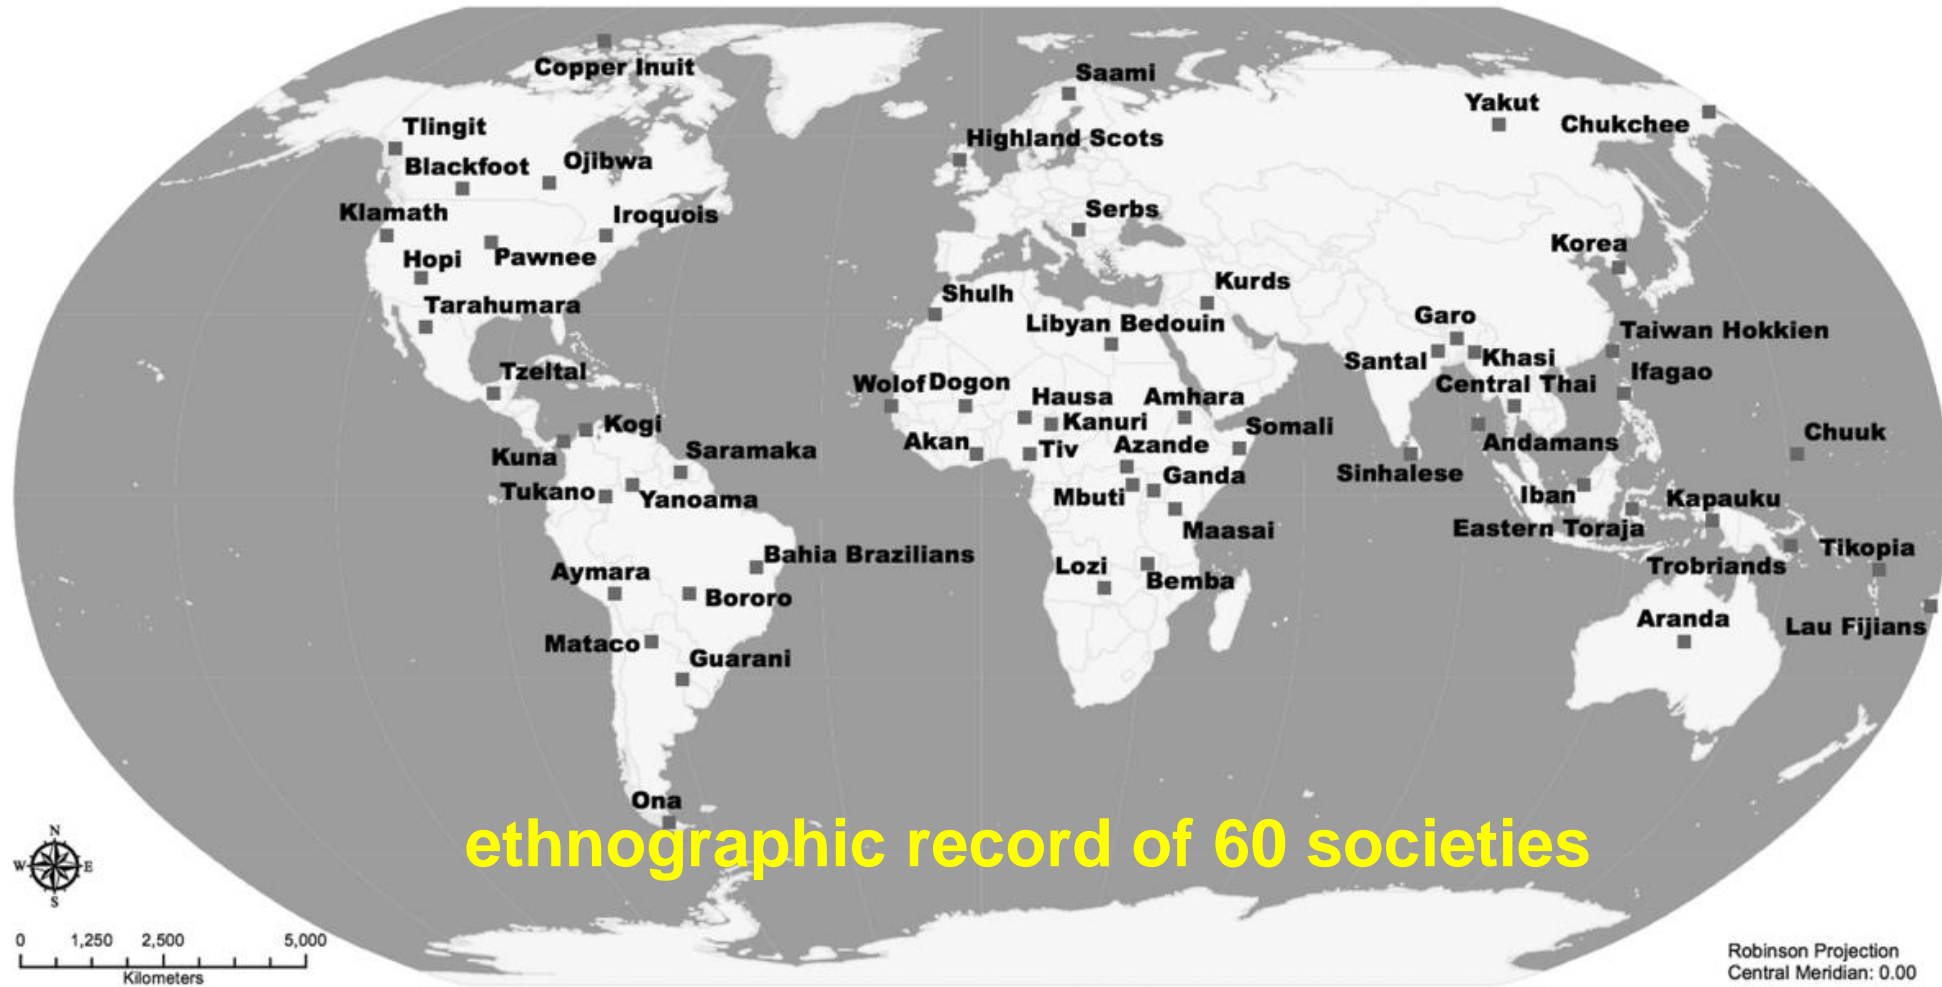 Copper Inuit
Saami
Yakut
Chukchee
Tlingit
Highland Scots
Blackfoot
Ojibwa
Klamath
Iroquois
Serbs
Korea
Hopi
Pawnee
Kurds
Shulh
Tarahumara
Libyan Bedouin
Garo
Taiwan Hokkien
Santal
Khasi
Tzeltal
Wolof
Dogon
Central Thai
Ifagao
Hausa
Amhara
Kanuri
Kogi
Somali
Chuuk
Akan
Tiv
Azande
Andamans
Kuna
Saramaka
Sinhalese
Ganda
Tukano
Yanoama
Mbuti
Iban
Kapauku
Maasai
Eastern Toraja
Bahia Brazilians
Tikopia
Aymara
Lozi
Trobriands
Bemba
Bororo
Aranda
Lau Fijians
Mataco
Guarani
Ona
ethnographic record of 60 societies
N
W E
S
0 1,250 2,500 5,000
Kilometers
Robinson Projection
Central Meridian: 0.00